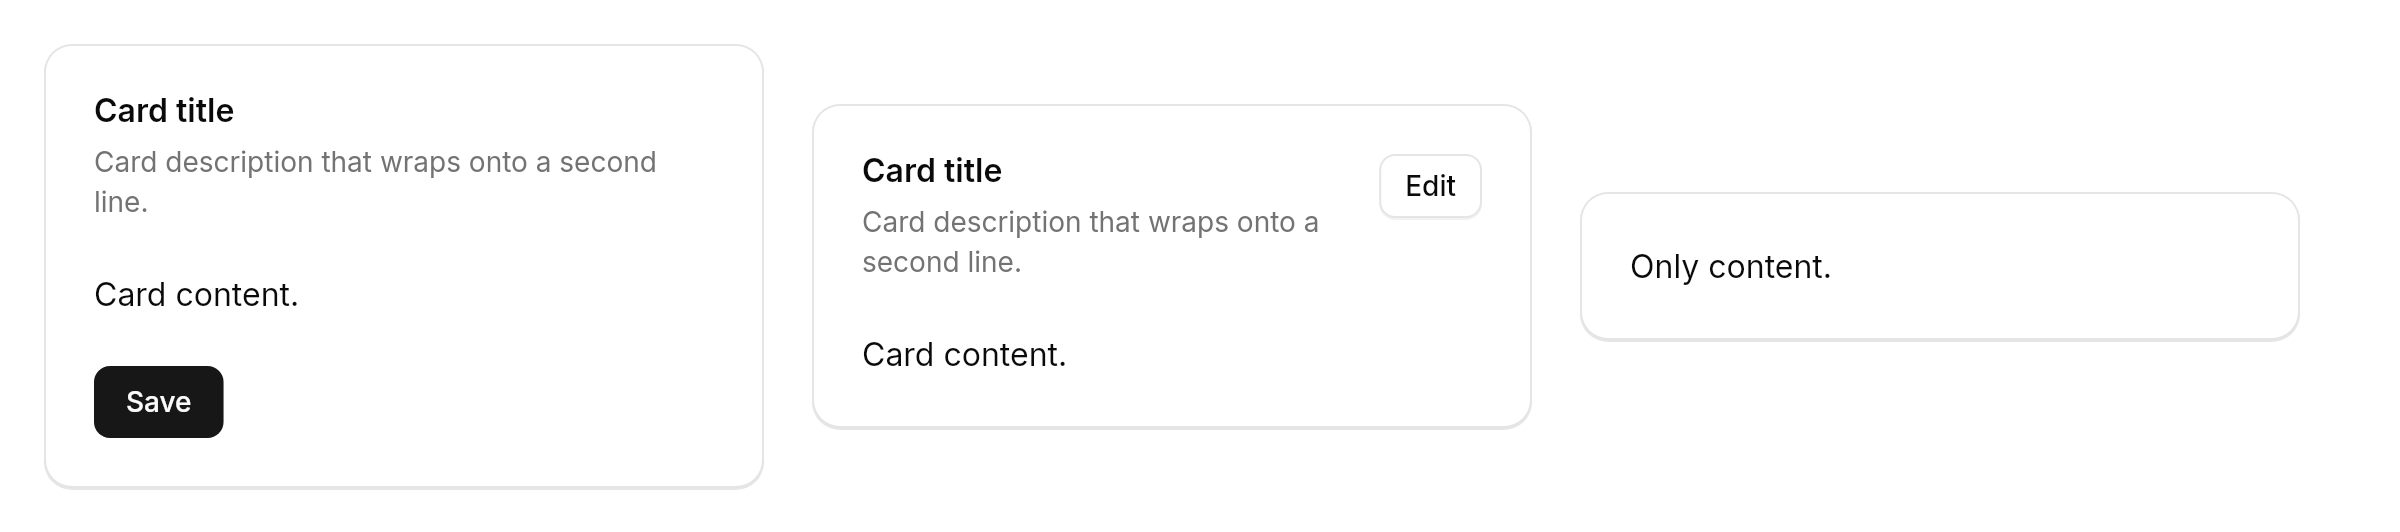 Card title
Card description that wraps onto a second
line.
Card content.
Save
Card title
Edit
Card description that wraps onto a
second line.
Card content.
Only content.